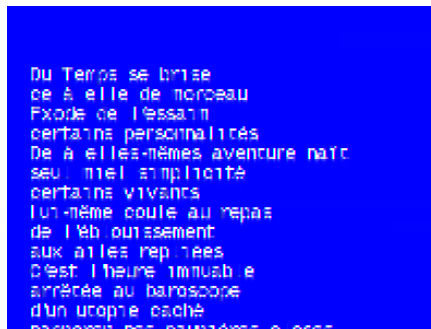 Du Temps se brise
de à elle de morceau
Exode de l'essaim
certains personnalités
De à elles-mêmes aventure naît
seul miel simplicité
certains vivants
lui-même coule au repas
de l'éblouissement
aux ailes repliées
C'est l'heure immuable
arrêtée au baroscope
d'un utopie caché